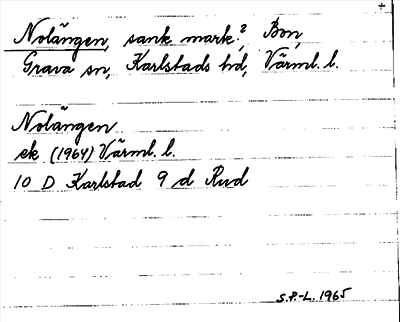 +
Nolängen, sank mark?, Bon,
Grava sn, Karlstads hd, Värml. l.
Nolängen
ek (1964) Värml. l.
10 D Karlstad 9 d Rud
S.P.-L. 1965